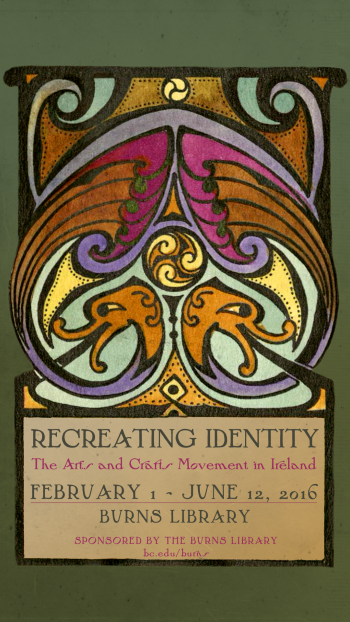 RECREATING IDENTITY
The Arts and Crafts Movement in Ireland
FEBRUARY 1 - JUNE 12, 2016
BURNS LIBRARY
SPONSORED BY THE BURNS LIBRARY
bc.edu/burns